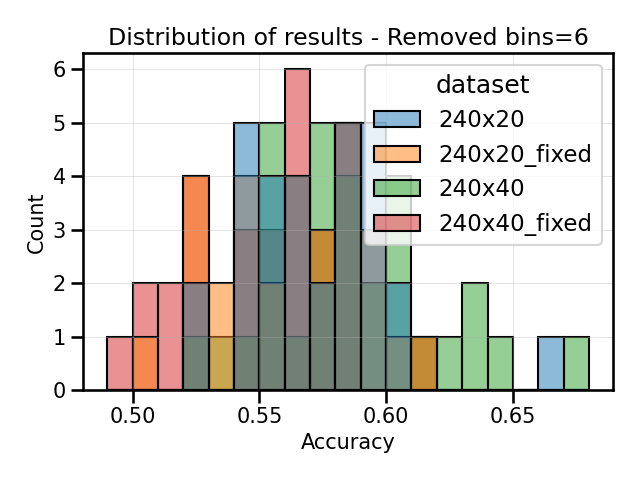 Distribution of results - Removed bins=6
6
5
4
3
2
1
0
Count
dataset
240x20
240x20_fixed
240x40
240x40_fixed
0.50
0.55
0.60
0.65
Accuracy